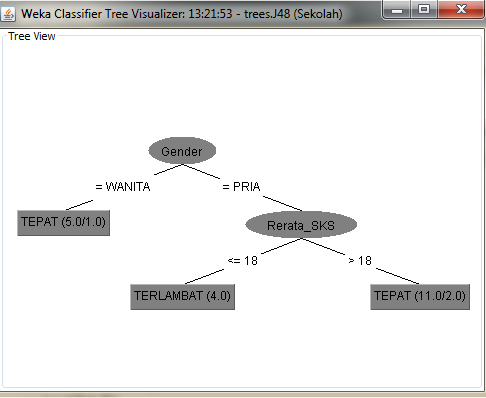 Weka Classifier Tree Visualizer: 13:21:53 - trees.J48 (Sekolah)
Tree View
Gender
= WANITA
= PRIA
TEPAT (5.0/1.0)
Rerata_SKS
<= 18
> 18
TERLAMBAT (4.0)
TEPAT (11.0/2.0)